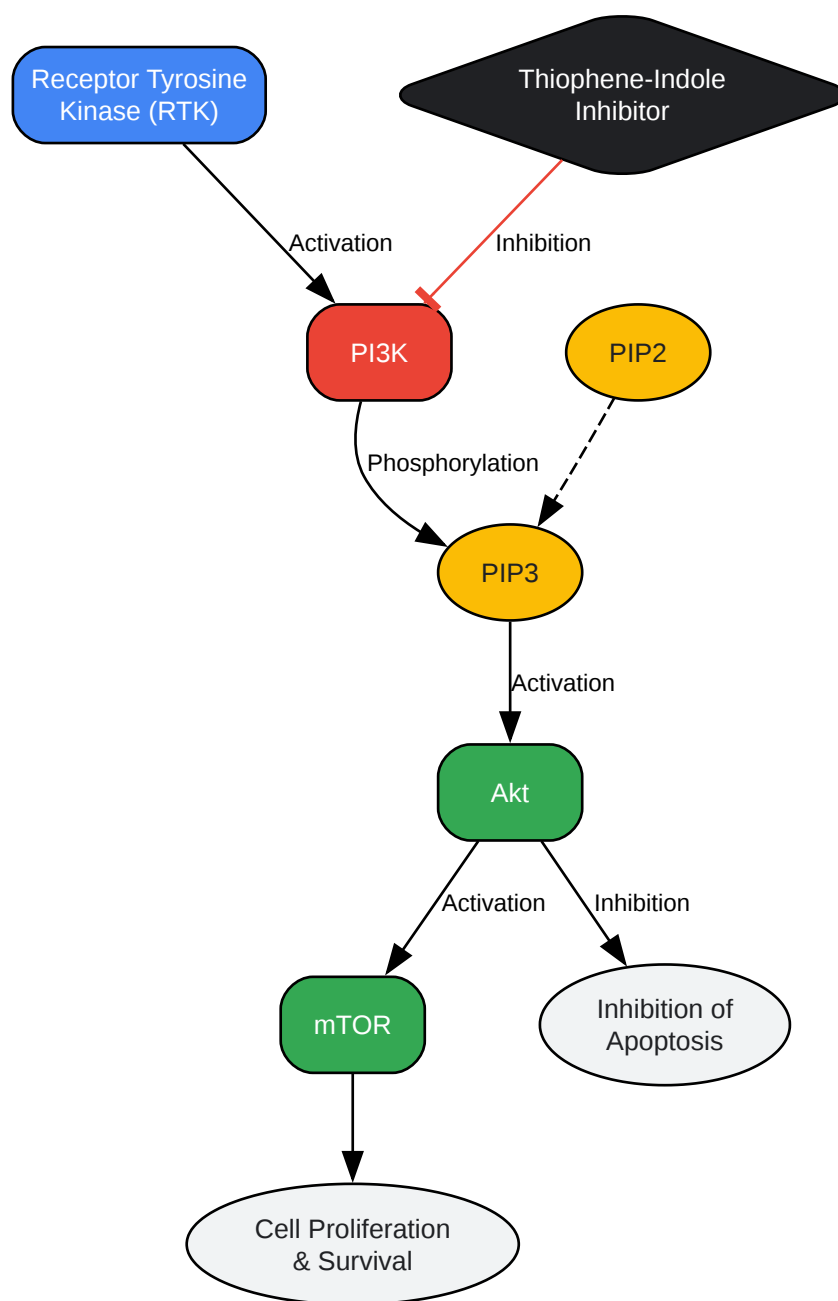 Receptor Tyrosine
Kinase (RTK)
Thiophene-Indole
Inhibitor
Activation
Inhibition
PI3K
PIP2
Phosphorylation
PIP3
Activation
Akt
Activation
Inhibition
mTOR
Inhibition of
Apoptosis
Cell Proliferation
& Survival